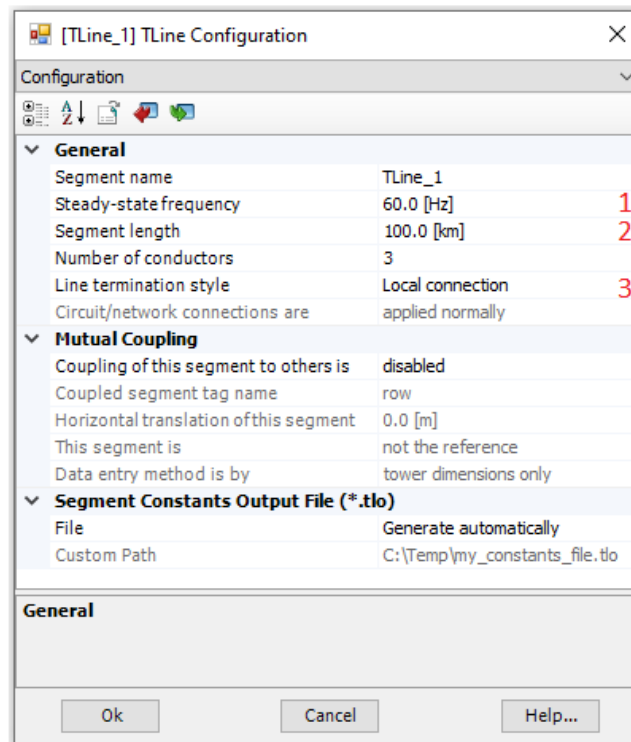 [TLine_1] TLine Configuration
Configuration
General
Segment name TLine_1
Steady-state frequency 60.0 [Hz] 1
Segment length 100.0 [km] 2
Number of conductors 3
Line termination style Local connection 3
Circuit/network connections are applied normally
Mutual Coupling
Coupling of this segment to others is disabled
Coupled segment tag name row
Horizontal translation of this segment 0.0 [m]
This segment is not the reference
Data entry method is by tower dimensions only
Segment Constants Output File (*.tlo)
File Generate automatically
Custom Path C:\Temp\my_constants_file.tlo
General
Ok Cancel Help...